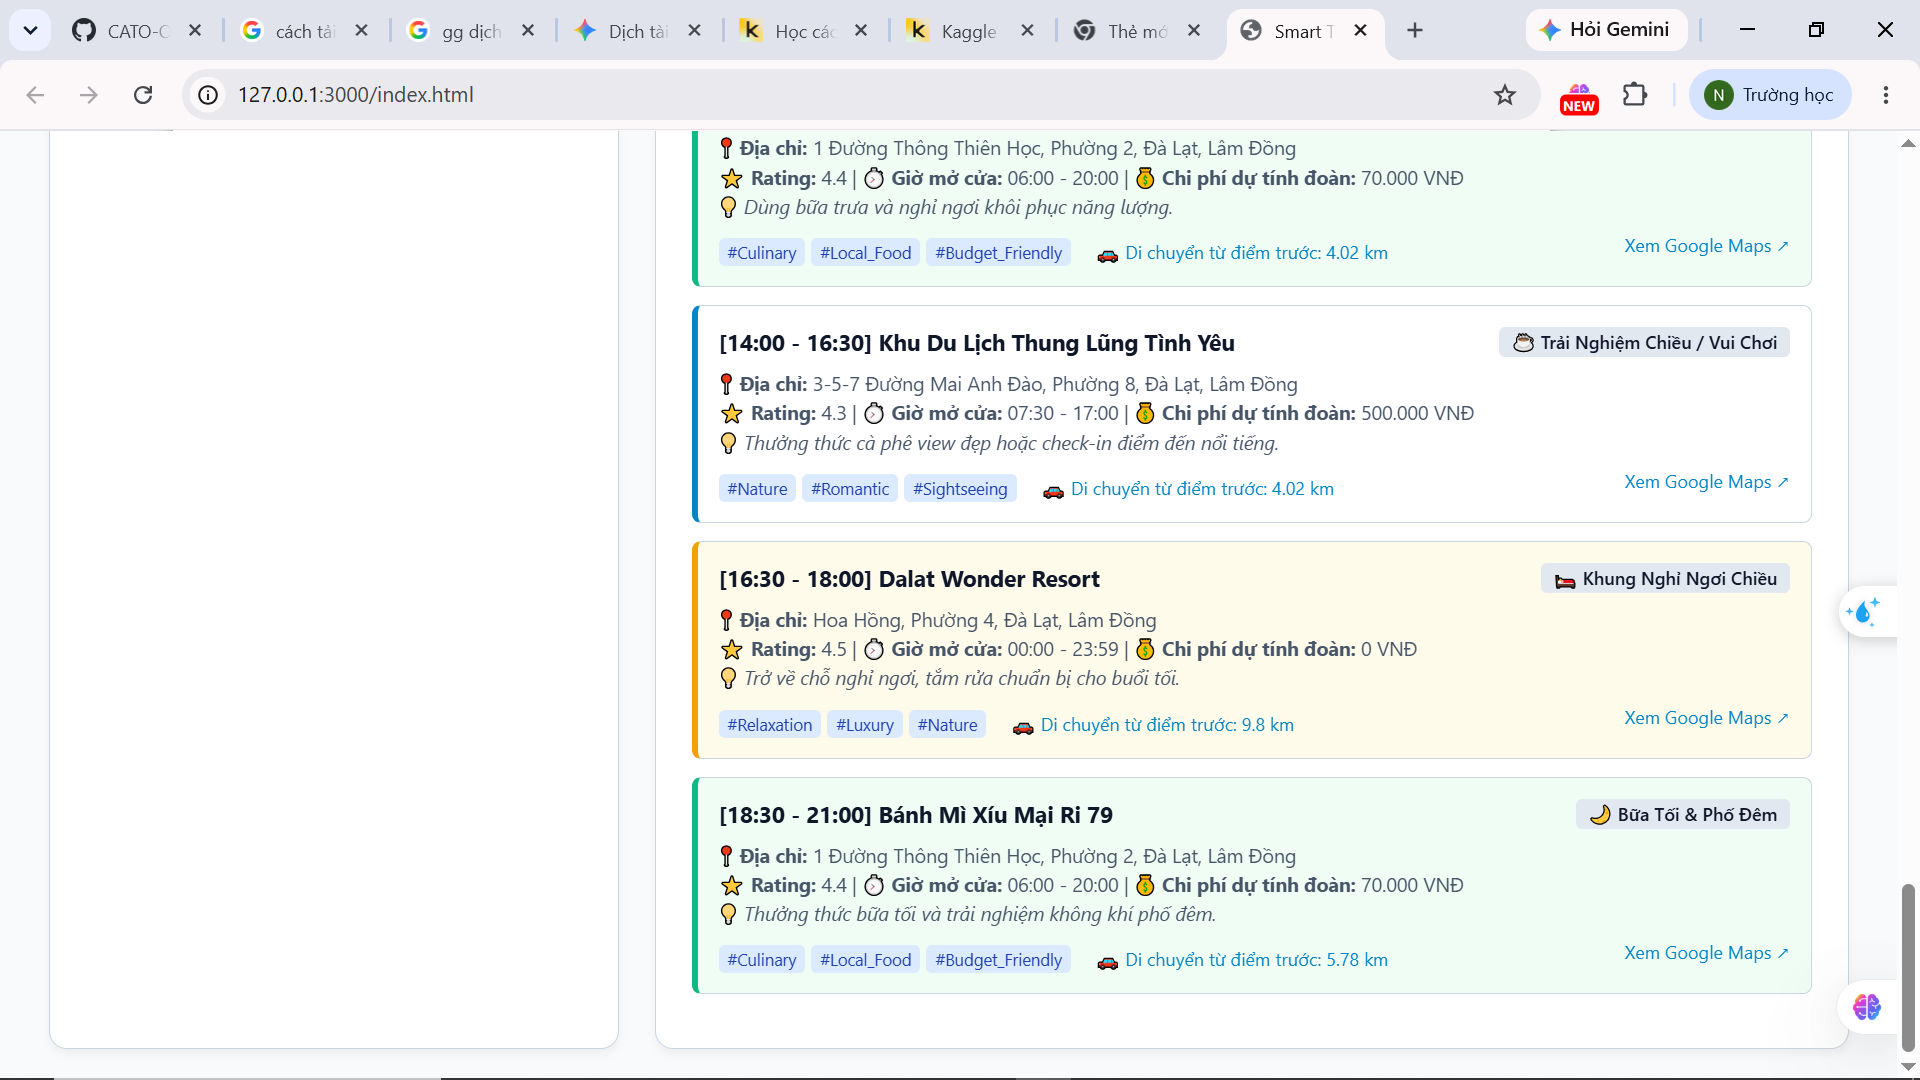 CATO-C
cách tải
gg dịch
Dịch tài
Học các
Kaggle
Thẻ mớ
Smart T
Hỏi Gemini
127.0.0.1:3000/index.html
NEW
N
Trường học
Địa chỉ: 1 Đường Thông Thiên Học, Phường 2, Đà Lạt, Lâm Đồng
Rating: 4.4 | Giờ mở cửa: 06:00 - 20:00 | Chi phí dự tính đoàn: 70.000 VNĐ
Dùng bữa trưa và nghỉ ngơi khôi phục năng lượng.
#Culinary #Local_Food #Budget_Friendly Di chuyển từ điểm trước: 4.02 km Xem Google Maps ↗
[14:00 - 16:30] Khu Du Lịch Thung Lũng Tình Yêu Trải Nghiệm Chiều / Vui Chơi
Địa chỉ: 3-5-7 Đường Mai Anh Đào, Phường 8, Đà Lạt, Lâm Đồng
Rating: 4.3 | Giờ mở cửa: 07:30 - 17:00 | Chi phí dự tính đoàn: 500.000 VNĐ
Thưởng thức cà phê view đẹp hoặc check-in điểm đến nổi tiếng.
#Nature #Romantic #Sightseeing Di chuyển từ điểm trước: 4.02 km Xem Google Maps ↗
[16:30 - 18:00] Dalat Wonder Resort Khung Nghỉ Ngơi Chiều
Địa chỉ: Hoa Hồng, Phường 4, Đà Lạt, Lâm Đồng
Rating: 4.5 | Giờ mở cửa: 00:00 - 23:59 | Chi phí dự tính đoàn: 0 VNĐ
Trở về chỗ nghỉ ngơi, tắm rửa chuẩn bị cho buổi tối.
#Relaxation #Luxury #Nature Di chuyển từ điểm trước: 9.8 km Xem Google Maps ↗
[18:30 - 21:00] Bánh Mì Xíu Mại Ri 79 Bữa Tối & Phố Đêm
Địa chỉ: 1 Đường Thông Thiên Học, Phường 2, Đà Lạt, Lâm Đồng
Rating: 4.4 | Giờ mở cửa: 06:00 - 20:00 | Chi phí dự tính đoàn: 70.000 VNĐ
Thưởng thức bữa tối và trải nghiệm không khí phố đêm.
#Culinary #Local_Food #Budget_Friendly Di chuyển từ điểm trước: 5.78 km Xem Google Maps ↗